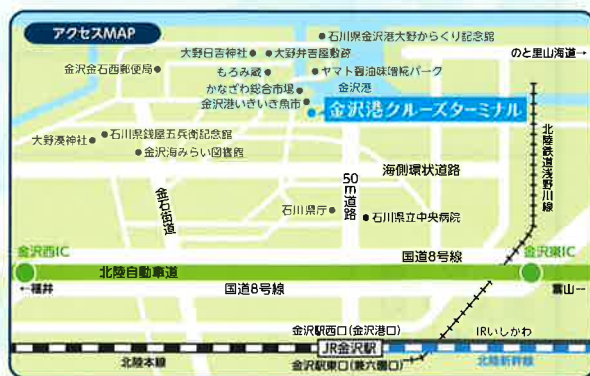 アクセスMAP
石川県金沢港大野からくり記念館
大野日吉神社
大野弁吉屋敷跡
のと里山海道→
金沢金石西郵便局
もろみ蔵
ヤマト醤油味噌糀パーク
かなざわ総合市場
金沢港
金沢港いきいき魚市
金沢港クルーズターミナル
石川県銭屋五兵衛記念館
大野湊神社
金沢海みらい図書館
海側環状道路
北陸鉄道浅野川線
金石街道
50m道路
石川県庁
石川県立中央病院
金沢西IC
金沢東IC
国道8号線
北陸自動車道
←福井
国道8号線
富山→
金沢駅西口(金沢港口)
IRいしかわ
JR金沢駅
北陸本線
金沢駅東口(兼六園口)
北陸新幹線